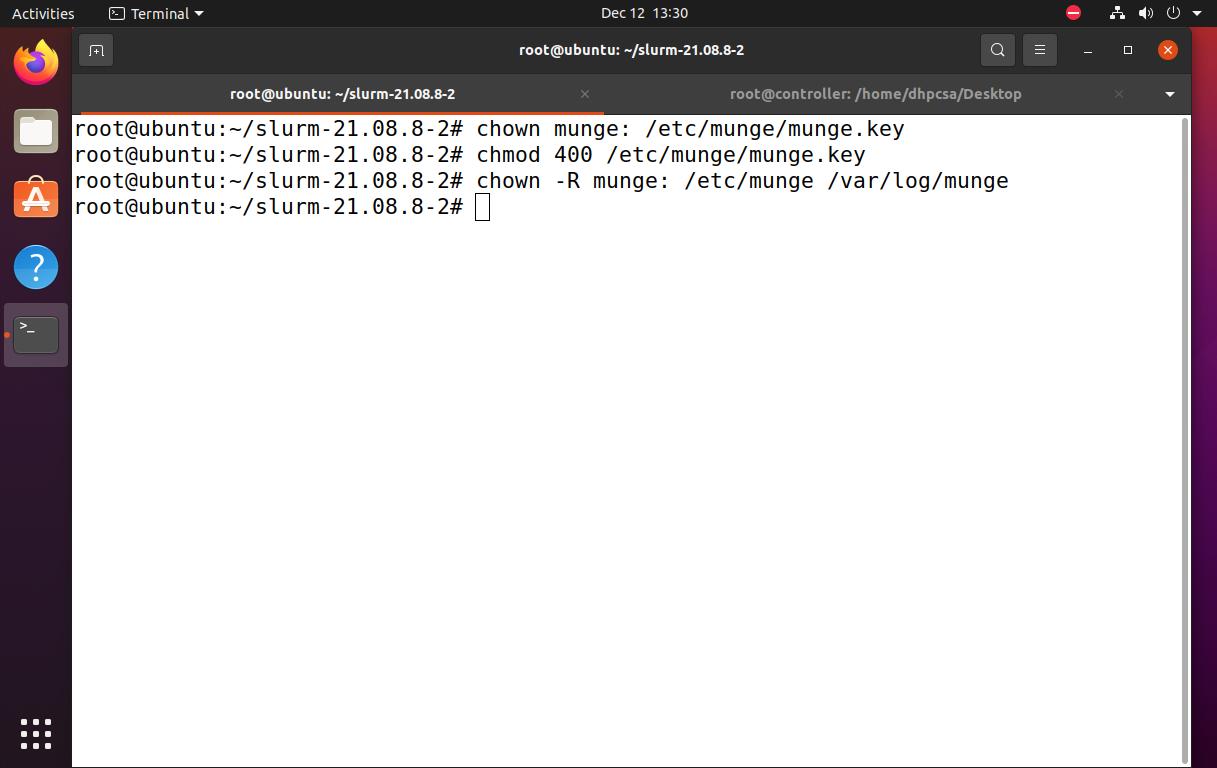 Activities Terminal Dec 12 13:30
root@ubuntu: ~/slurm-21.08.8-2
root@ubuntu: ~/slurm-21.08.8-2 root@controller: /home/dhpcsa/Desktop
root@ubuntu:~/slurm-21.08.8-2# chown munge: /etc/munge/munge.key
root@ubuntu:~/slurm-21.08.8-2# chmod 400 /etc/munge/munge.key
root@ubuntu:~/slurm-21.08.8-2# chown -R munge: /etc/munge /var/log/munge
root@ubuntu:~/slurm-21.08.8-2#